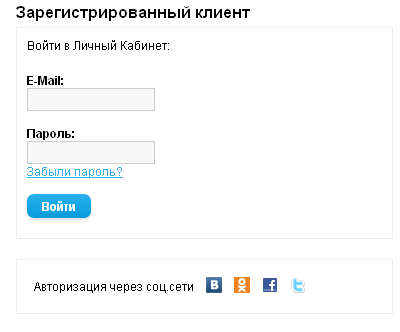 Зарегистрированный клиент
Войти в Личный Кабинет:
E-Mail:
Пароль:
Забыли пароль?
Войти
Авторизация через соц.сети